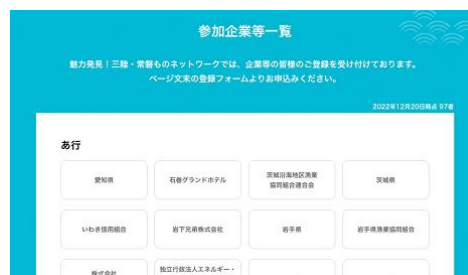 参加企業等一覧
魅力発見！三陸・常磐ものネットワークでは、企業等の皆様のご登録を受け付けております。
ページ文末の登録フォームよりお申込みください。
2022年12月20日時点 97者
あ行
愛知県
石巻グランドホテル
茨城沿海地区漁業
協同組合連合会
茨城県
いわき信用組合
岩下兄弟株式会社
岩手県
岩手県漁業協同組合
株式会社
独立行政法人エネルギー・